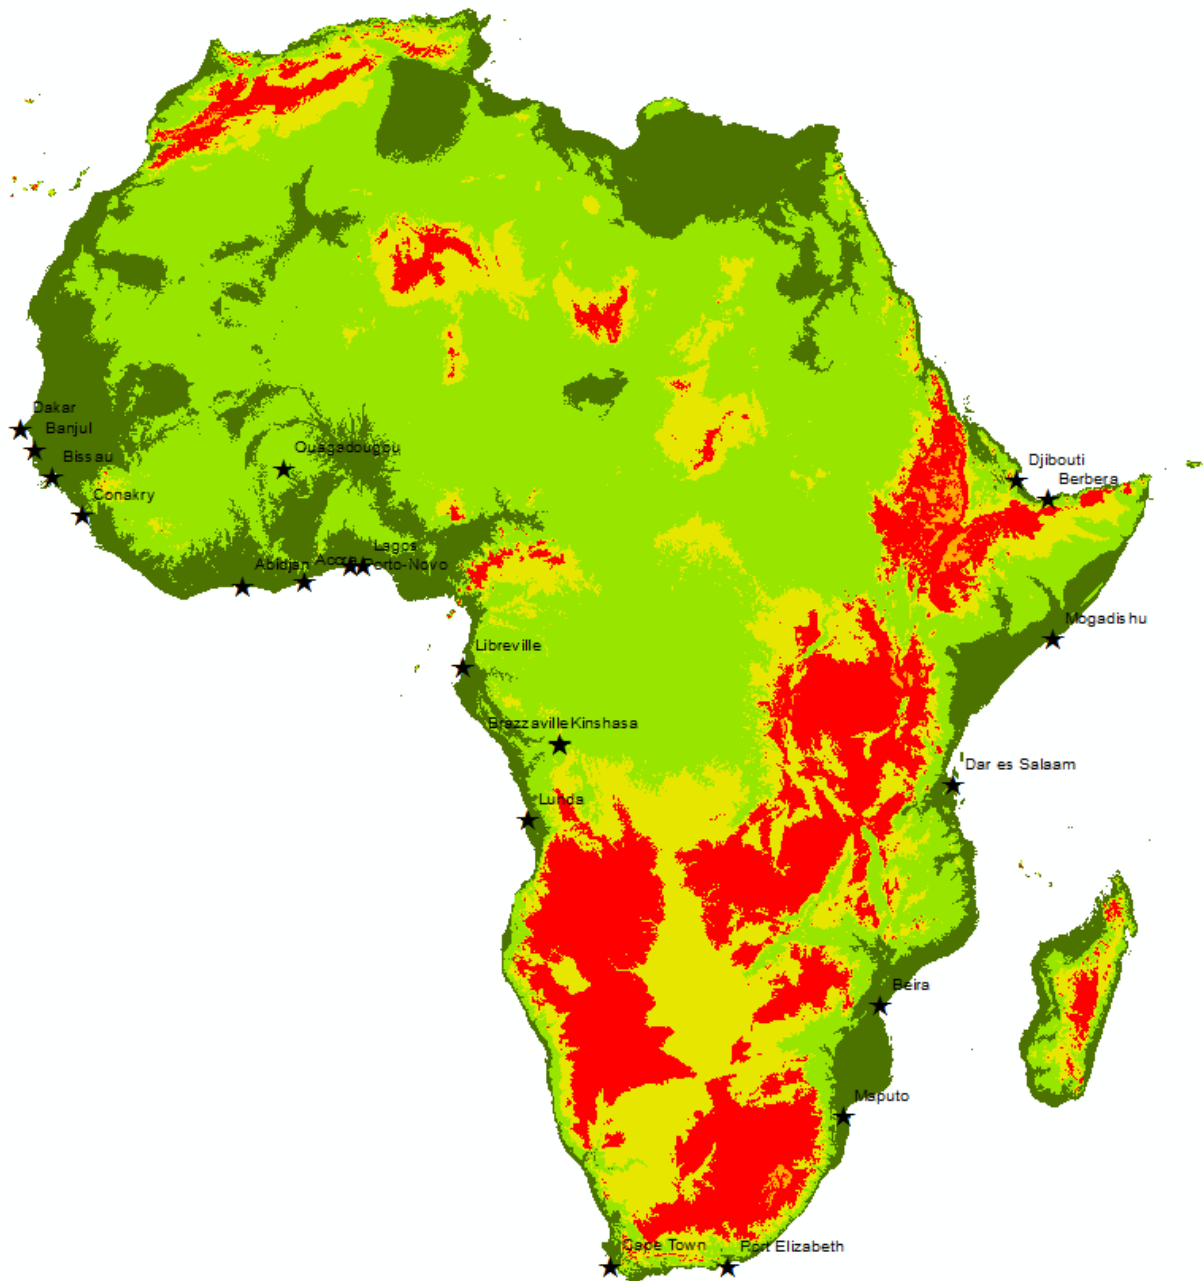 Dakar
Banjul
Bissau
Conakry
Ouagadougou
Djibouti
Berbera
Lagos
Abidjan
Accra
Porto-Novo
Mogadishu
Libreville
Brazzaville
Kinshasa
Dar es Salaam
Lunda
Beira
Maputo
Cape Town
Port Elizabeth